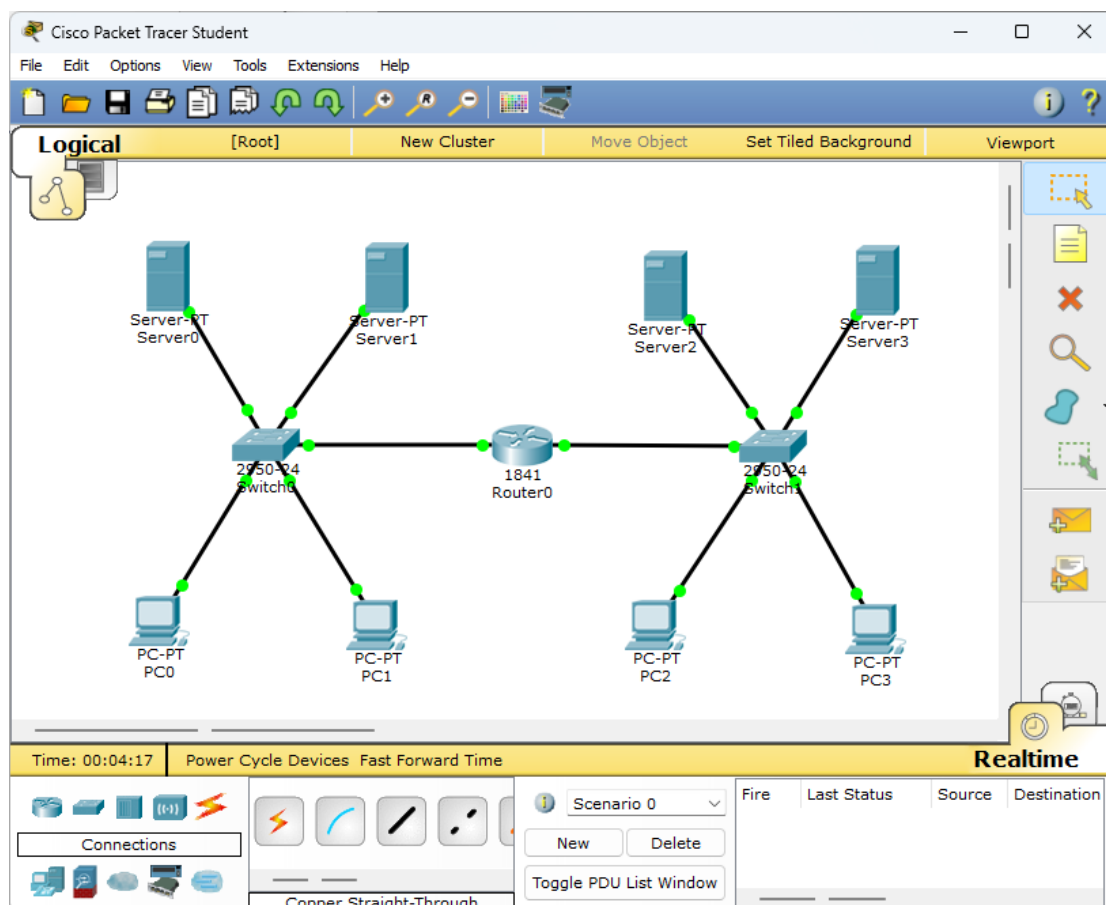 Cisco Packet Tracer Student
File Edit Options View Tools Extensions Help
Logical [Root] New Cluster Move Object Set Tiled Background Viewport
Server-PT
Server0
Server-PT
Server1
Server-PT
Server2
Server-PT
Server3
2950-24
Switch0
1841
Router0
2950-24
Switch1
PC-PT
PC0
PC-PT
PC1
PC-PT
PC2
PC-PT
PC3
Time: 00:04:17 Power Cycle Devices Fast Forward Time Realtime
Connections
Copper Straight-Through
Scenario 0
New Delete
Toggle PDU List Window
Fire Last Status Source Destination